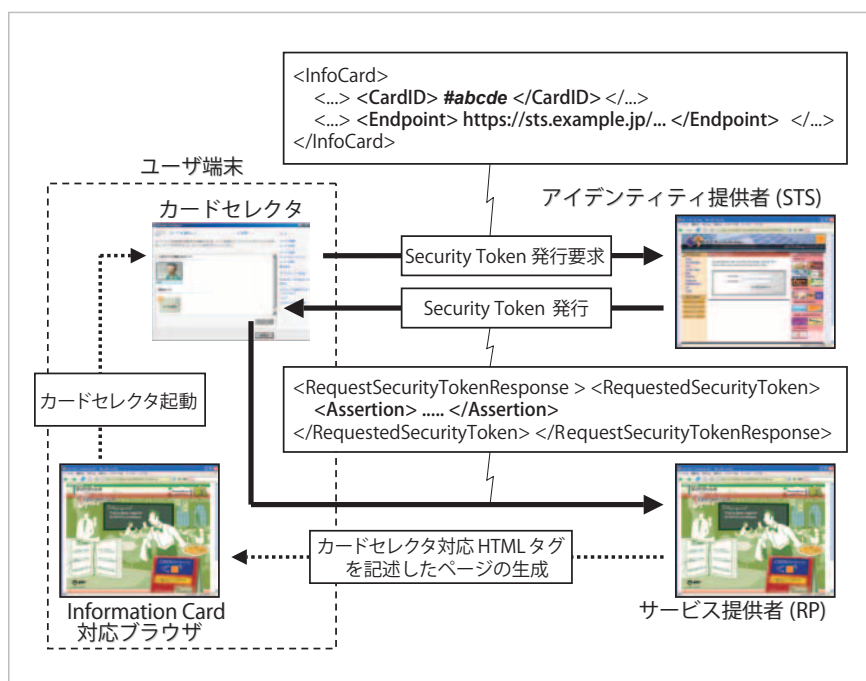 <InfoCard>
<...> <CardID> #abcde </CardID> </...>
<...> <Endpoint> https://sts.example.jp/... </Endpoint> </...>
</InfoCard>
ユーザ端末
カードセレクタ
アイデンティティ提供者 (STS)
Security Token 発行要求
Security Token 発行
カードセレクタ起動
<RequestSecurityTokenResponse > <RequestedSecurityToken>
<Assertion> ..... </Assertion>
</RequestedSecurityToken> </RequestSecurityTokenResponse>
カードセレクタ対応 HTML タグ
を記述したページの生成
Information Card
対応ブラウザ
サービス提供者 (RP)